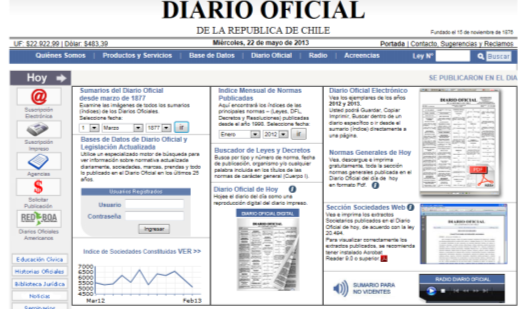 DIARIO OFICIAL
DE LA REPUBLICA DE CHILE
Fundado el 15 de noviembre de 1876
UF: $22.922,99 | Dólar: $483.39
Miércoles, 22 de mayo de 2013
Portada | Contacto, Sugerencias y Reclamos
Quiénes Somos | Productos y Servicios | Base de Datos | Diario Oficial | Radio | Acreencias
Ley N°
Buscar
Hoy
SE PUBLICARON EN EL DIA
Suscripción
Electrónica
Suscripción
Impreso
Agencias
Solicitar
Publicación
REDBOA
Diarios Oficiales
Americanos
Educación Cívica
Historias Oficiales
Biblioteca Jurídica
Noticias
Seminarios
Sumarios del Diario Oficial
desde marzo de 1877
Examine las imágenes de todos los sumarios
(índices) de los Diarios Oficiales.
Seleccione fecha:
1 Marzo 1877 Ir
Bases de Datos de Diario Oficial y
Legislación Actualizada
Utilice un especializado motor de búsqueda para
ver información sobre normativa actualizada
diariamente, sociedades, marcas, prendas y todo
lo publicado en el Diario Oficial en los últimos 25
años.
Usuarios Registrados
Usuario
Contraseña
Ingresar
Indice de Sociedades Constituidas VER >>
7000
6500
6000
5500
5000
4500
Mar12
Feb13
Indice Mensual de Normas
Publicadas
Aquí encontrará los índices de las
principales normas – (Leyes, DFL,
Decretos y Resoluciones) publicadas
desde el año 1998. Seleccione fecha:
Enero 2012 Ir
Buscador de Leyes y Decretos
Busque por tipo y número de norma, fecha
de publicación, organismo y/o cualquier
palabra incluida en los títulos de las
normas de carácter general (Cuerpo I).
Diario Oficial de Hoy
Hojee el diario del día como una
reproducción digital del diario impreso.
DIARIO OFICIAL DIGITAL
Diario Oficial Electrónico
Vea los ejemplares de los años
2012 y 2013.
Usted podrá Guardar, Copiar
Imprimir, Buscar dentro de un
diario específico o ir desde el
sumario (índice) directamente a
una página.
Normas Generales de Hoy
Vea, descargue e imprima
gratuitamente, toda la sección
normas generales publicada en el
Diario Oficial del día de hoy
en formato Pdf.
Sección Sociedades Web
Vea e imprima los extractos
Societarios publicados en el Diario
Oficial de hoy, de acuerdo con la ley
20.494.
Para visualizar correctamente los
extractos publicados, se recomienda
tener instalado Acrobat
Reader 9.0 o superior
SUMARIO PARA
NO VIDENTES
DIARIO OFICIAL
PDF
DIARIO OFICIAL
RADIO DIARIO OFICIAL